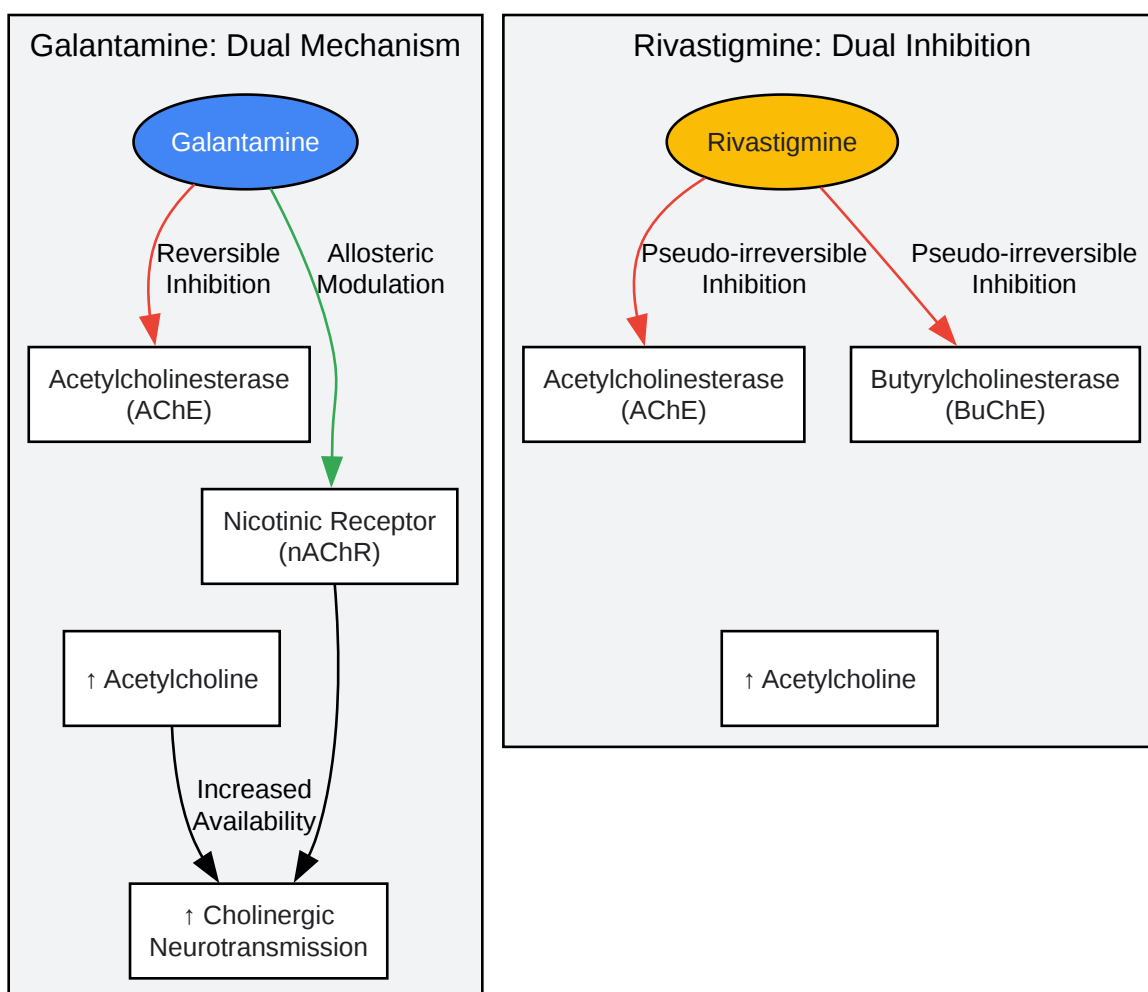 Galantamine: Dual Mechanism
Galantamine
Reversible
Inhibition
Allosteric
Modulation
Acetylcholinesterase
(AChE)
Nicotinic Receptor
(nAChR)
↑ Acetylcholine
Increased
Availability
↑ Cholinergic
Neurotransmission
Rivastigmine: Dual Inhibition
Rivastigmine
Pseudo-irreversible
Inhibition
Pseudo-irreversible
Inhibition
Acetylcholinesterase
(AChE)
Butyrylcholinesterase
(BuChE)
↑ Acetylcholine